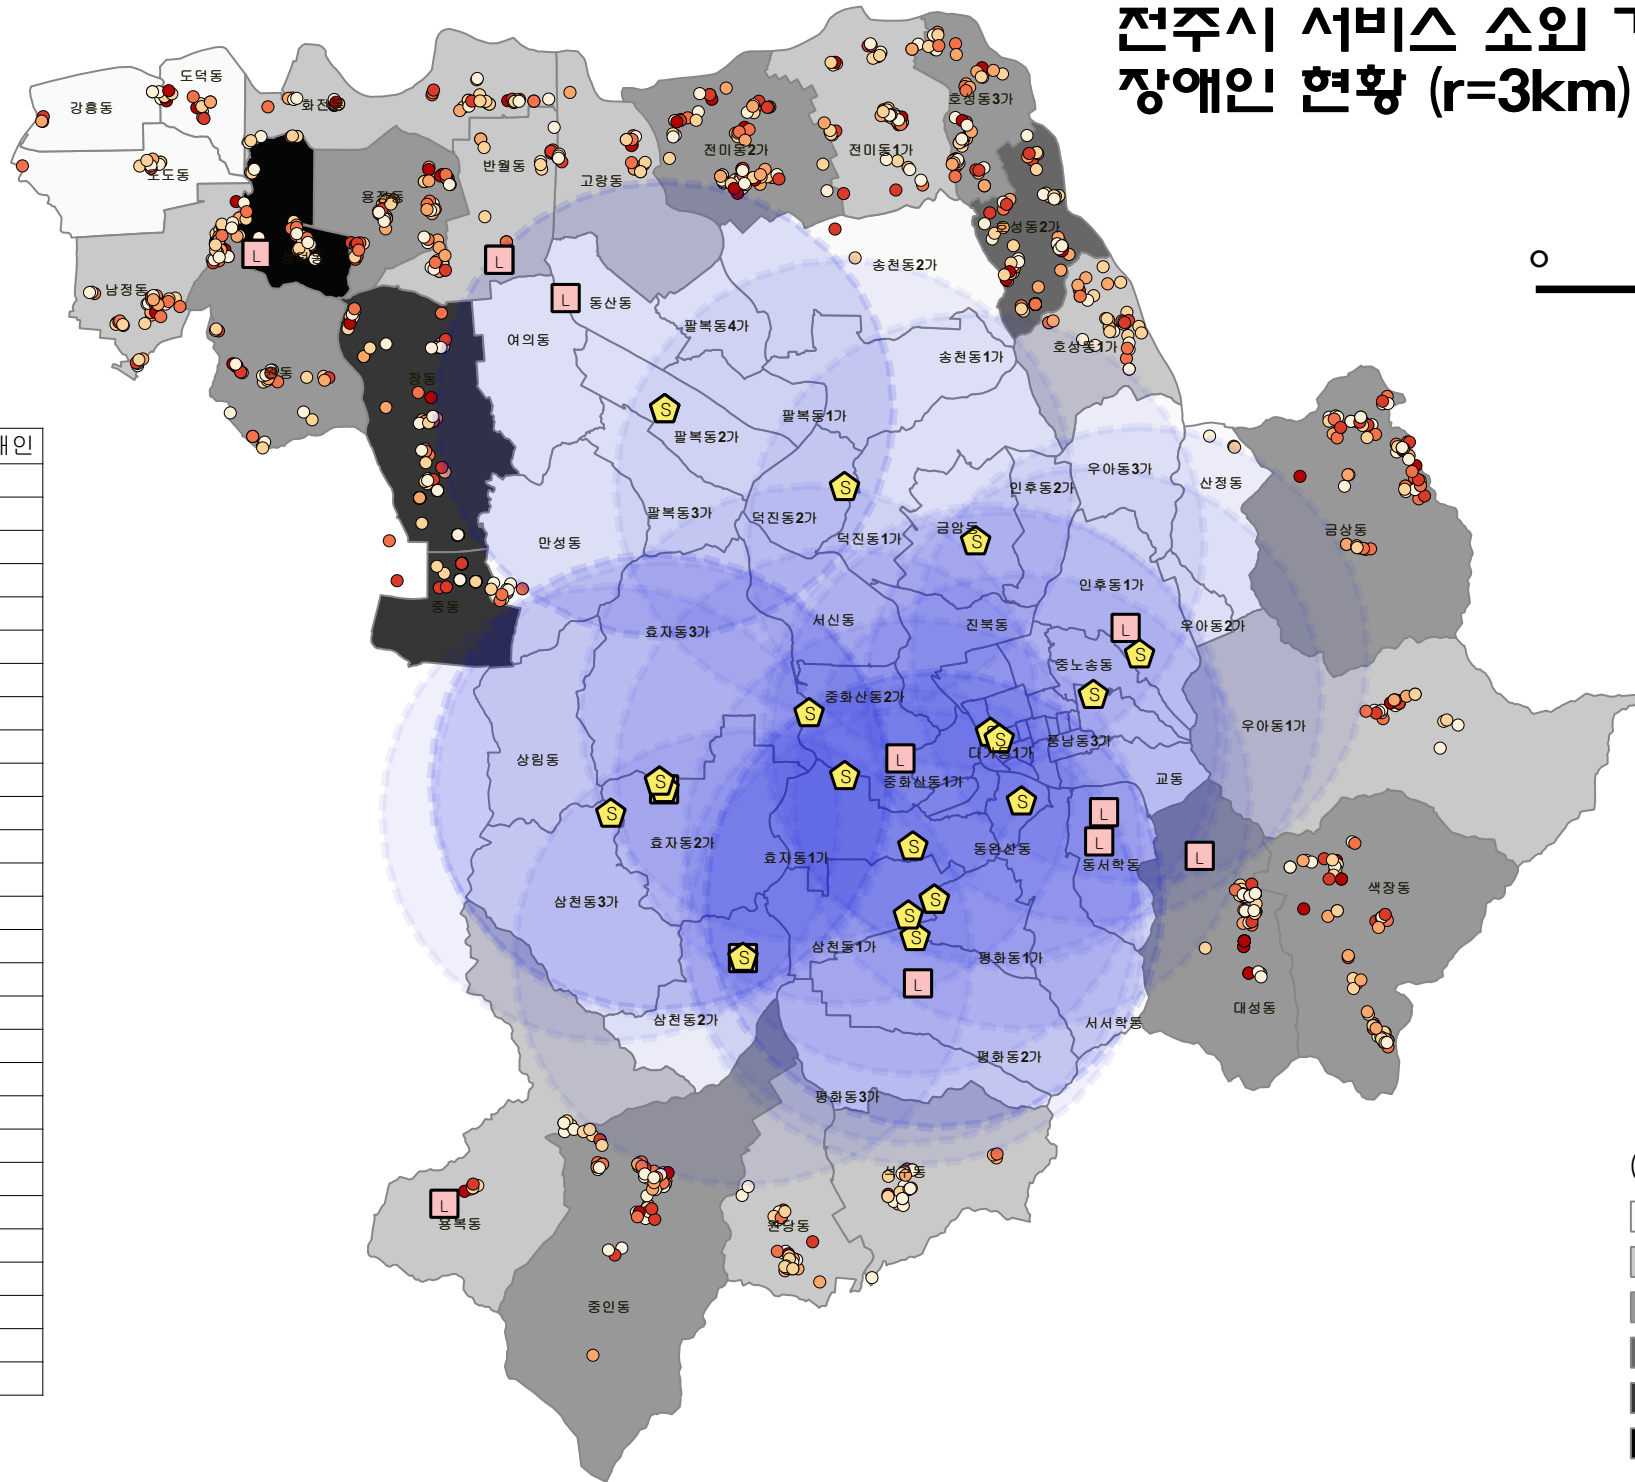 전주시 서비스 소외
장애인 현황 (r=3km)
도덕동
강흥동
화전동
호성동3가
도도동
반월동
고랑동
전미동2가
전미동1가
용정동
호성동2가
송천동2가
남정동
L
L
L
동산동
여의동
팔복동4가
송천동1가
호성동1가
장동
S
팔복동1가
팔복동2가
우아동3가
산정동
인후동2가
S
팔복동3가
덕진동2가
덕진동1가
금암동
S
금상동
만성동
인후동1가
중동
서신동
진북동
효자동3가
L
우아동2가
S
중노송동
S
중화산동2가
S
우아동1가
S
S
다가동1가
풍남동3가
상림동
L
중화산동1가
교동
S
S
S
S
L
효자동2가
효자동1가
S
동완산동
L
동서학동
L
색장동
삼천동3가
S
S
S
삼천동1가
평화동1가
S
L
대성동
삼천동2가
서서학동
평화동2가
평화동3가
석구동
L
용복동
원당동
중인동